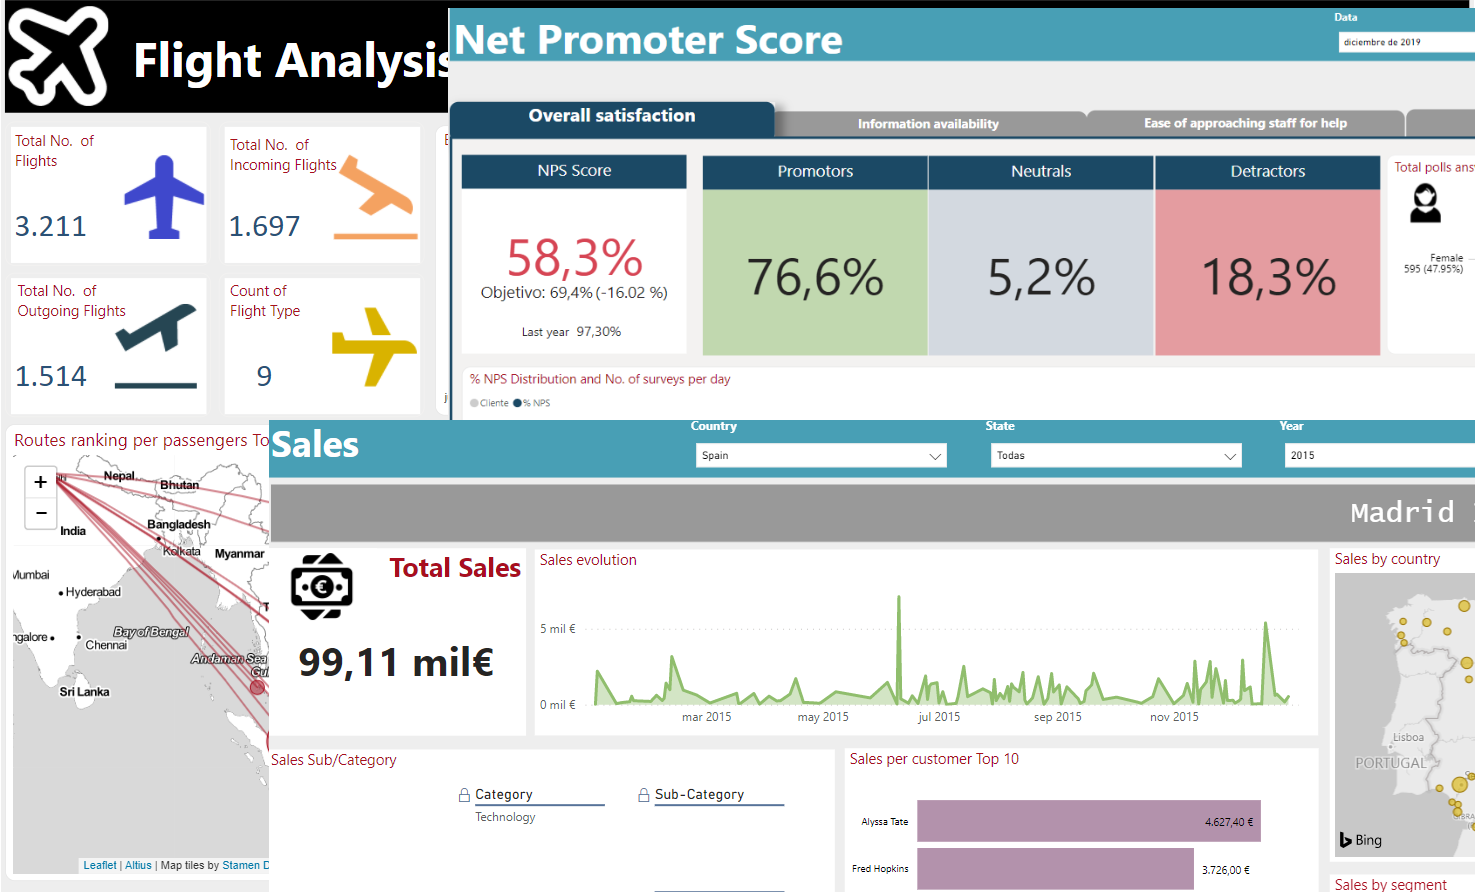 Flight Analysis
Total No. of
Flights
3.211
Total No. of
Incoming Flights
1.697
Total No. of
Outgoing Flights
1.514
Count of
Flight Type
9
Routes ranking per passengers To
+
−
Nepal
Bhutan
India
Bangladesh
Kolkata
Myanmar
Mumbai
Hyderabad
Bay of Bengal
Chennai
Andaman Sea
Sri Lanka
Leaflet | Altius | Map tiles by Stamen D
Net Promoter Score
Data
diciembre de 2019
Overall satisfaction
Information availability
Ease of approaching staff for help
NPS Score
58,3%
Objetivo: 69,4% (-16.02 %)
Last year 97,30%
Promotors
76,6%
Neutrals
5,2%
Detractors
18,3%
Total polls ans
Female
595 (47.95%)
% NPS Distribution and No. of surveys per day
Cliente % NPS
Sales
Country
Spain
State
Todas
Year
2015
Madrid
Total Sales
99,11 mil€
Sales evolution
5 mil €
0 mil €
mar 2015
may 2015
jul 2015
sep 2015
nov 2015
Sales by country
Lisboa
PORTUGAL
Bing
Sales Sub/Category
Category
Technology
Sub-Category
Sales per customer Top 10
Alyssa Tate
4.627,40 €
Fred Hopkins
3.726,00 €
Sales by segment